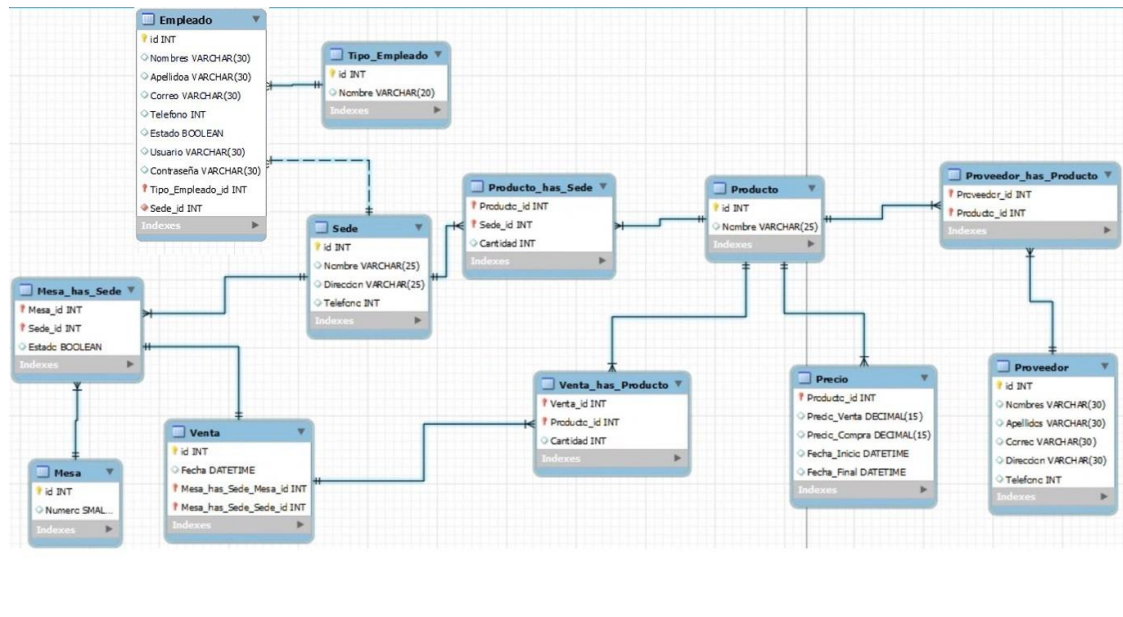 Empleado
id INT
Nombres VARCHAR(30)
Apellidoa VARCHAR(30)
Correo VARCHAR(30)
Telefono INT
Estado BOOLEAN
Usuario VARCHAR(30)
Contraseña VARCHAR(30)
Tipo_Empleado_id INT
Sede_id INT
Indexes
Tipo_Empleado
id INT
Nombre VARCHAR(20)
Indexes
Sede
id INT
Nombre VARCHAR(25)
Direccion VARCHAR(25)
Telefono INT
Indexes
Producto_has_Sede
Producto_id INT
Sede_id INT
Cantidad INT
Indexes
Producto
id INT
Nombre VARCHAR(25)
Indexes
Proveedor_has_Producto
Proveedor_id INT
Producto_id INT
Indexes
Mesa_has_Sede
Mesa_id INT
Sede_id INT
Estado BOOLEAN
Indexes
Mesa
id INT
Numero SMAL...
Indexes
Venta
id INT
Fecha DATETIME
Mesa_has_Sede_Mesa_id INT
Mesa_has_Sede_Sede_id INT
Indexes
Venta_has_Producto
Venta_id INT
Producto_id INT
Cantidad INT
Indexes
Precio
Producto_id INT
Precio_Venta DECIMAL(15)
Precio_Compra DECIMAL(15)
Fecha_Inicio DATETIME
Fecha_Final DATETIME
Indexes
Proveedor
id INT
Nombres VARCHAR(30)
Apellidos VARCHAR(30)
Correo VARCHAR(30)
Direccion VARCHAR(30)
Telefono INT
Indexes